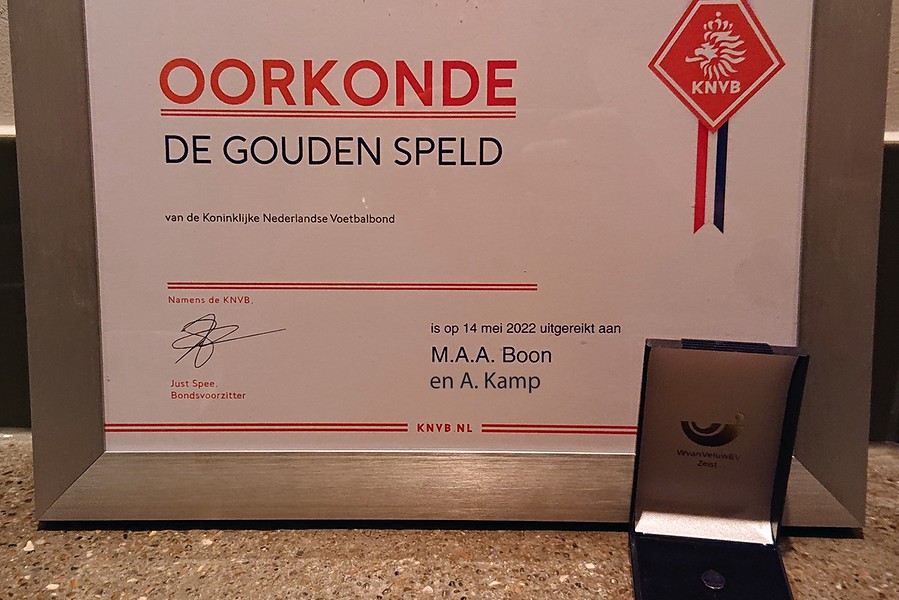 OORKONDE
KNVB
DE GOUDEN SPELD
van de Koninklijke Nederlandse Voetbalbond
Namens de KNVB,
is op 14 mei 2022 uitgereikt aan
M.A.A. Boon
en A. Kamp
Just Spee,
Bondsvoorzitter
KNVB.NL
Zeist